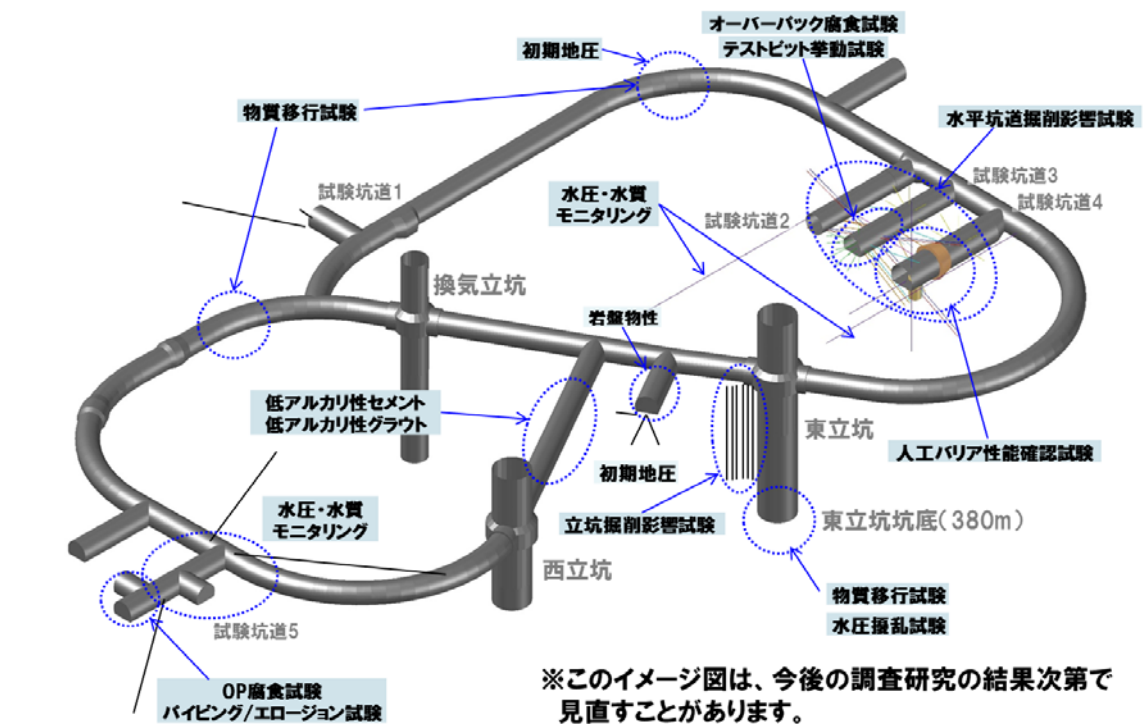 オーバーパック腐食試験
テストピット挙動試験
初期地圧
物質移行試験
水平坑道掘削影響試験
試験坑道3
試験坑道1
水圧・水質
モニタリング
試験坑道2
試験坑道4
換気立坑
岩盤物性
低アルカリ性セメント
低アルカリ性グラウト
東立坑
人工バリア性能確認試験
初期地圧
水圧・水質
モニタリング
立坑掘削影響試験
東立坑坑底(380m)
西立坑
物質移行試験
水圧擾乱試験
試験坑道5
OP腐食試験
パイピング/エロージョン試験
※このイメージ図は、今後の調査研究の結果次第で
見直すことがあります。